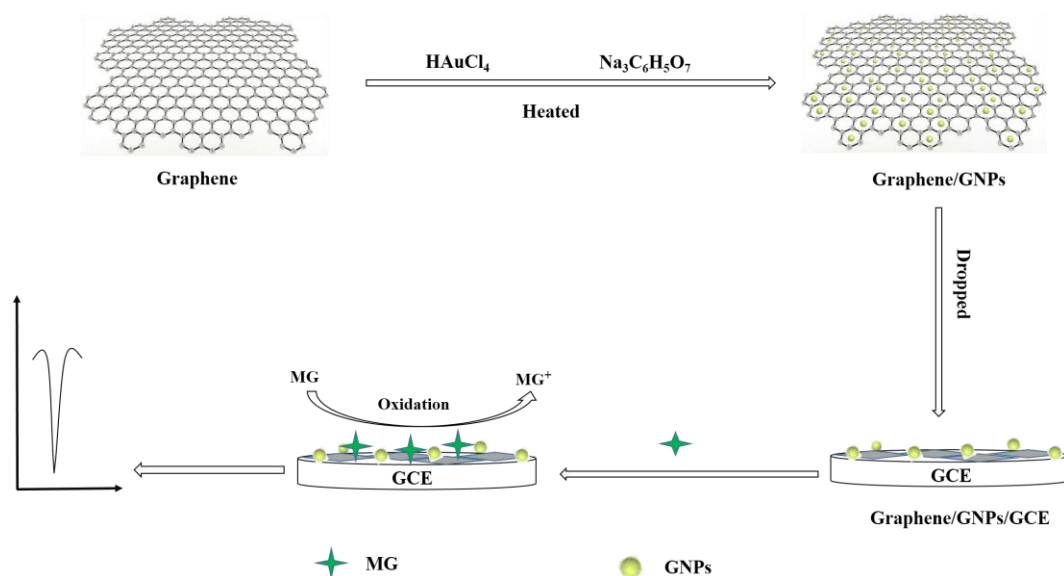 HAuCl₄ Na₃C₆H₅O₇
Heated
Graphene
Graphene/GNPs
Dropped
MG MG⁺
Oxidation
GCE
GCE
Graphene/GNPs/GCE
MG GNPs